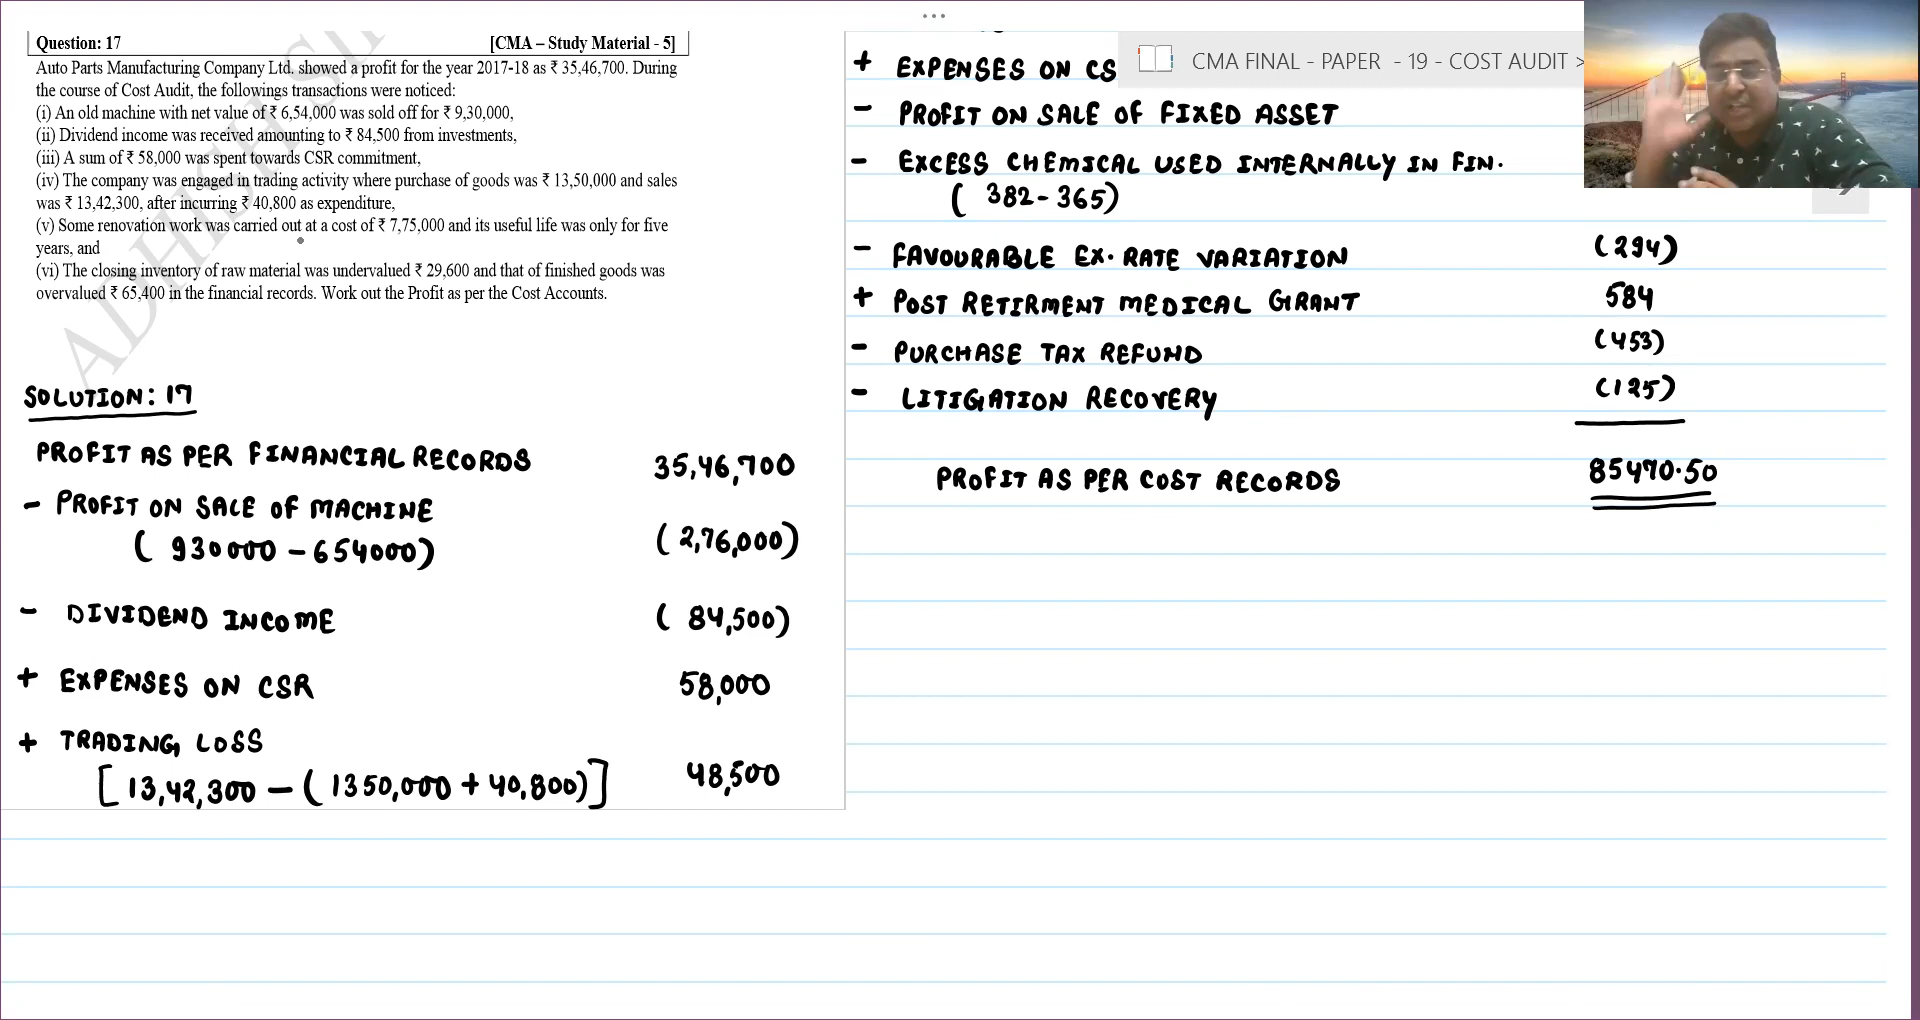 Question: 17 [CMA – Study Material - 5]
Auto Parts Manufacturing Company Ltd. showed a profit for the year 2017-18 as ₹ 35,46,700. During
the course of Cost Audit, the followings transactions were noticed:
(i) An old machine with net value of ₹ 6,54,000 was sold off for ₹ 9,30,000,
(ii) Dividend income was received amounting to ₹ 84,500 from investments,
(iii) A sum of ₹ 58,000 was spent towards CSR commitment,
(iv) The company was engaged in trading activity where purchase of goods was ₹ 13,50,000 and sales
was ₹ 13,42,300, after incurring ₹ 40,800 as expenditure,
(v) Some renovation work was carried out at a cost of ₹ 7,75,000 and its useful life was only for five
years, and
(vi) The closing inventory of raw material was undervalued ₹ 29,600 and that of finished goods was
overvalued ₹ 65,400 in the financial records. Work out the Profit as per the Cost Accounts.
SOLUTION: 17
PROFIT AS PER FINANCIAL RECORDS 35,46,700
- PROFIT ON SALE OF MACHINE
( 930000 - 654000) ( 2,76,000)
- DIVIDEND INCOME ( 84,500)
+ EXPENSES ON CSR 58,000
+ TRADING LOSS
[ 13,42,300 - ( 1350,000 + 40,800)] 48,500
+ EXPENSES ON CS
CMA FINAL - PAPER - 19 - COST AUDIT >
- PROFIT ON SALE OF FIXED ASSET
- EXCESS CHEMICAL USED INTERNALLY IN FIN.
( 382-365)
- FAVOURABLE EX. RATE VARIATION (294)
+ POST RETIRMENT MEDICAL GRANT 584
- PURCHASE TAX REFUND (453)
- LITIGATION RECOVERY (125)
PROFIT AS PER COST RECORDS 85470.50
ADHISH